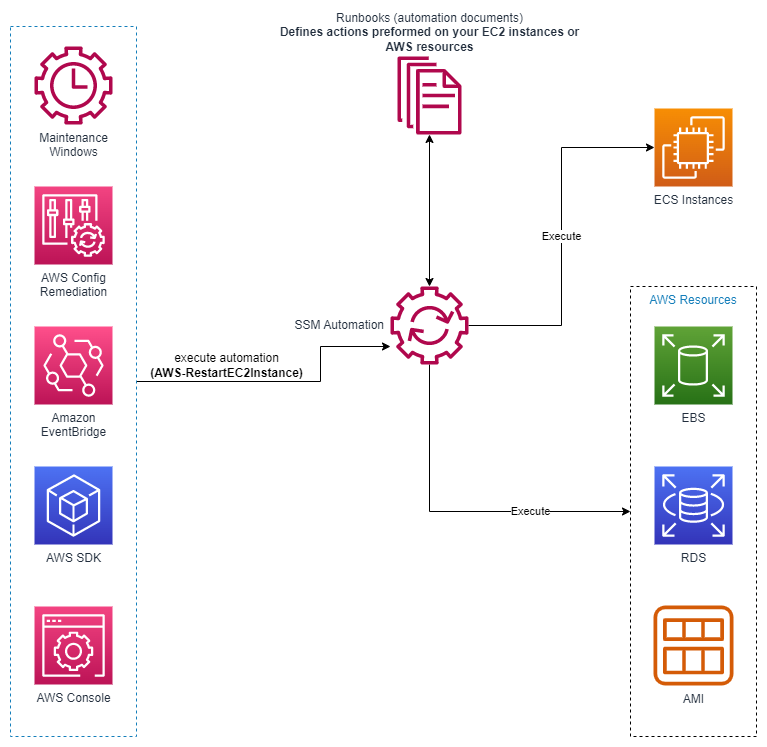 Runbooks (automation documents)
Defines actions preformed on your EC2 instances or
AWS resources
Maintenance
Windows
AWS Config
Remediation
Amazon
EventBridge
AWS SDK
AWS Console
execute automation
(AWS-RestartEC2Instance)
SSM Automation
Execute
Execute
ECS Instances
AWS Resources
EBS
RDS
AMI